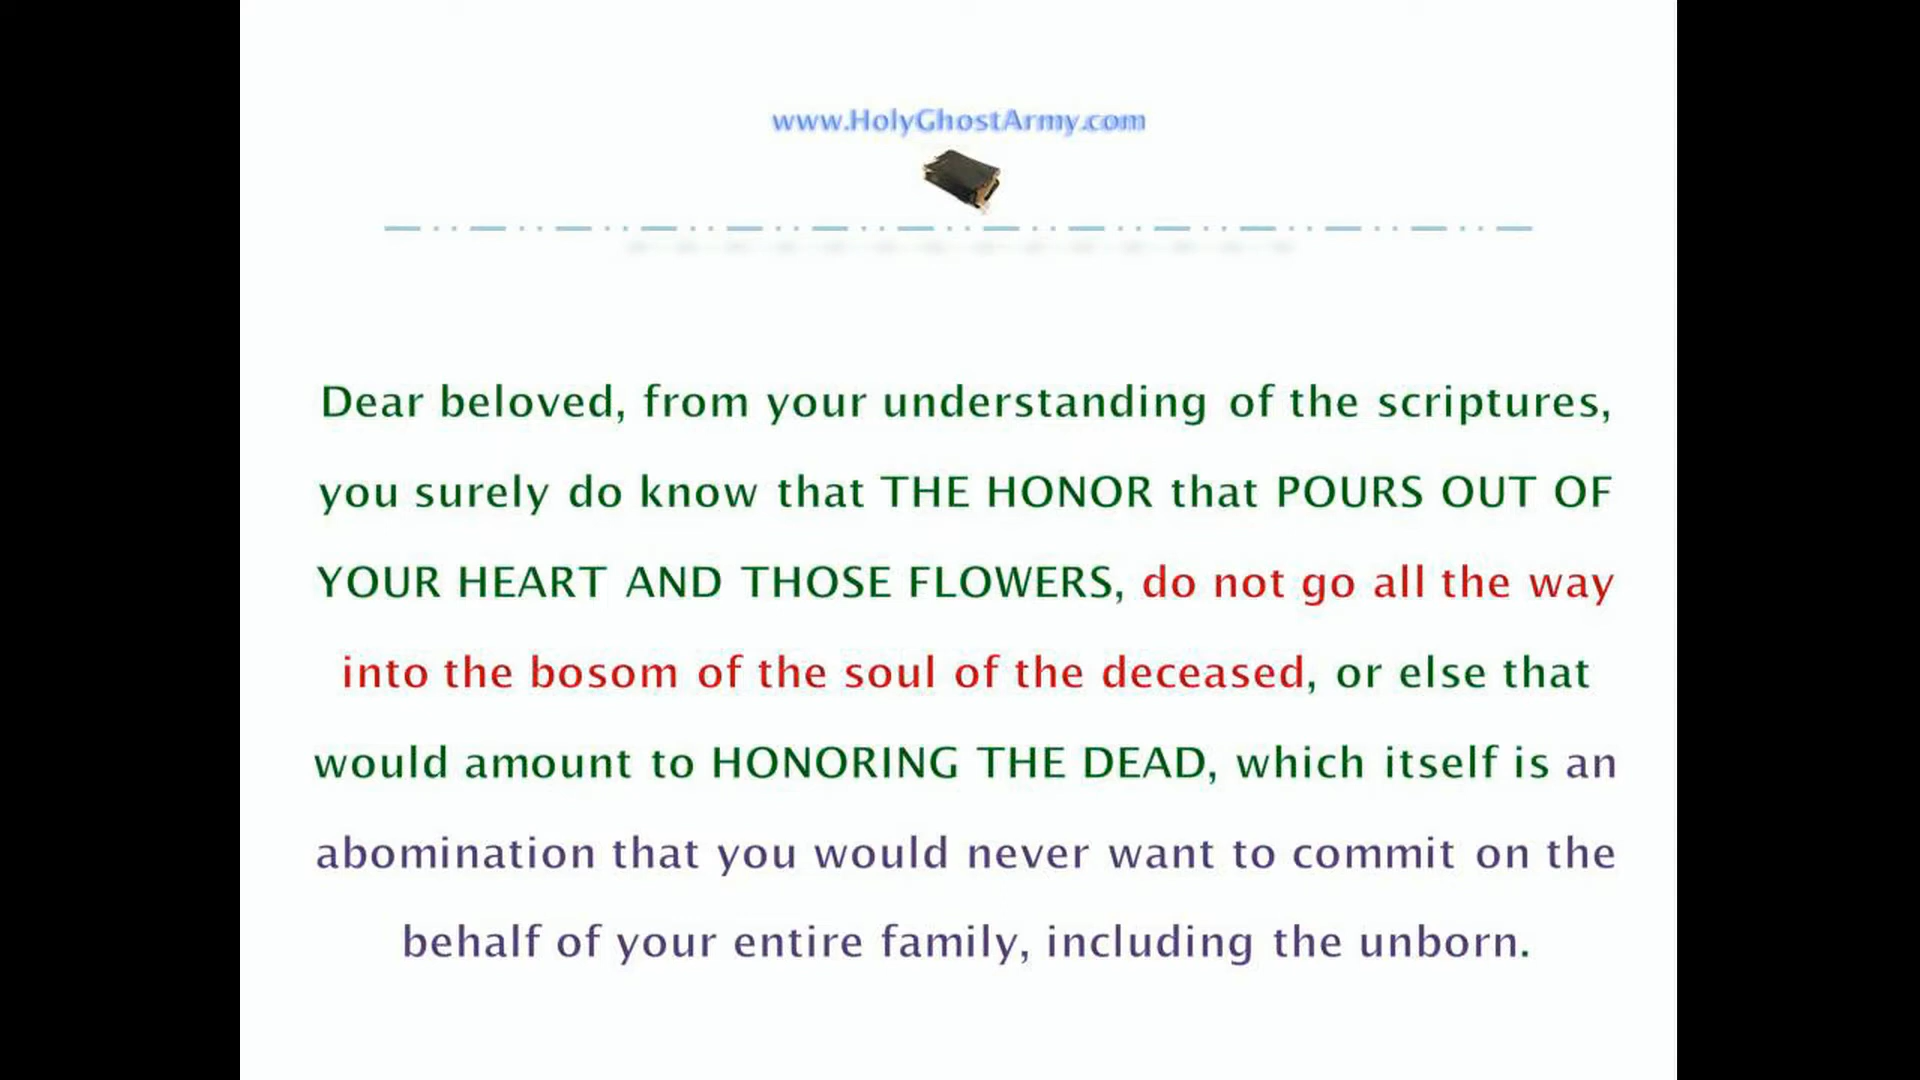 www.HolyGhostArmy.com
Dear beloved, from your understanding of the scriptures,
you surely do know that THE HONOR that POURS OUT OF
YOUR HEART AND THOSE FLOWERS, do not go all the way
into the bosom of the soul of the deceased, or else that
would amount to HONORING THE DEAD, which itself is an
abomination that you would never want to commit on the
behalf of your entire family, including the unborn.